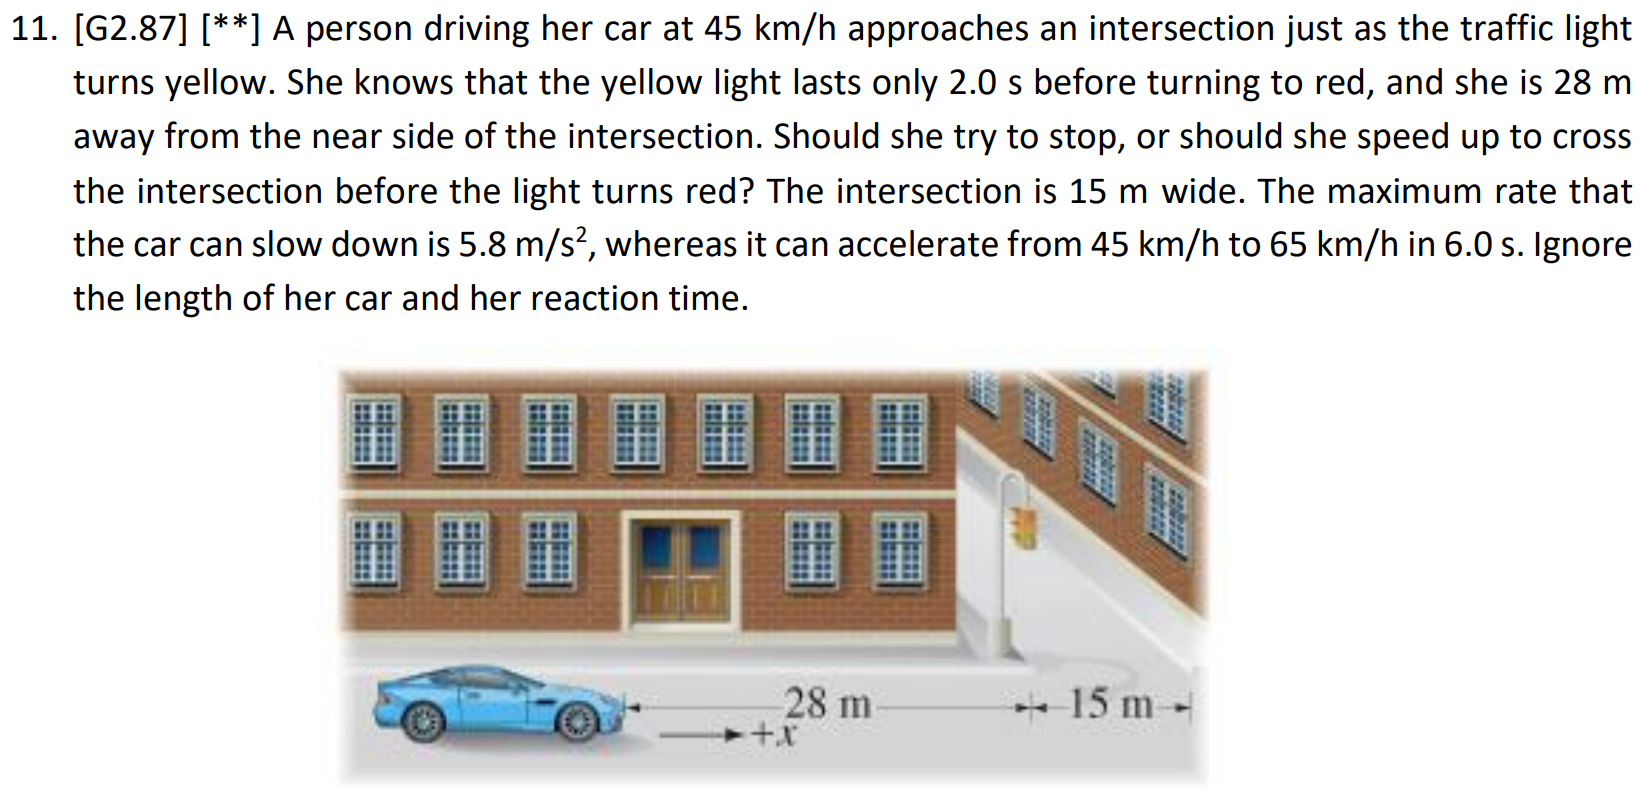 11. [G2.87] [**] A person driving her car at 45 km/h approaches an intersection just as the traffic light
turns yellow. She knows that the yellow light lasts only 2.0 s before turning to red, and she is 28 m
away from the near side of the intersection. Should she try to stop, or should she speed up to cross
the intersection before the light turns red? The intersection is 15 m wide. The maximum rate that
the car can slow down is 5.8 m/s², whereas it can accelerate from 45 km/h to 65 km/h in 6.0 s. Ignore
the length of her car and her reaction time.
28 m
15 m
+x